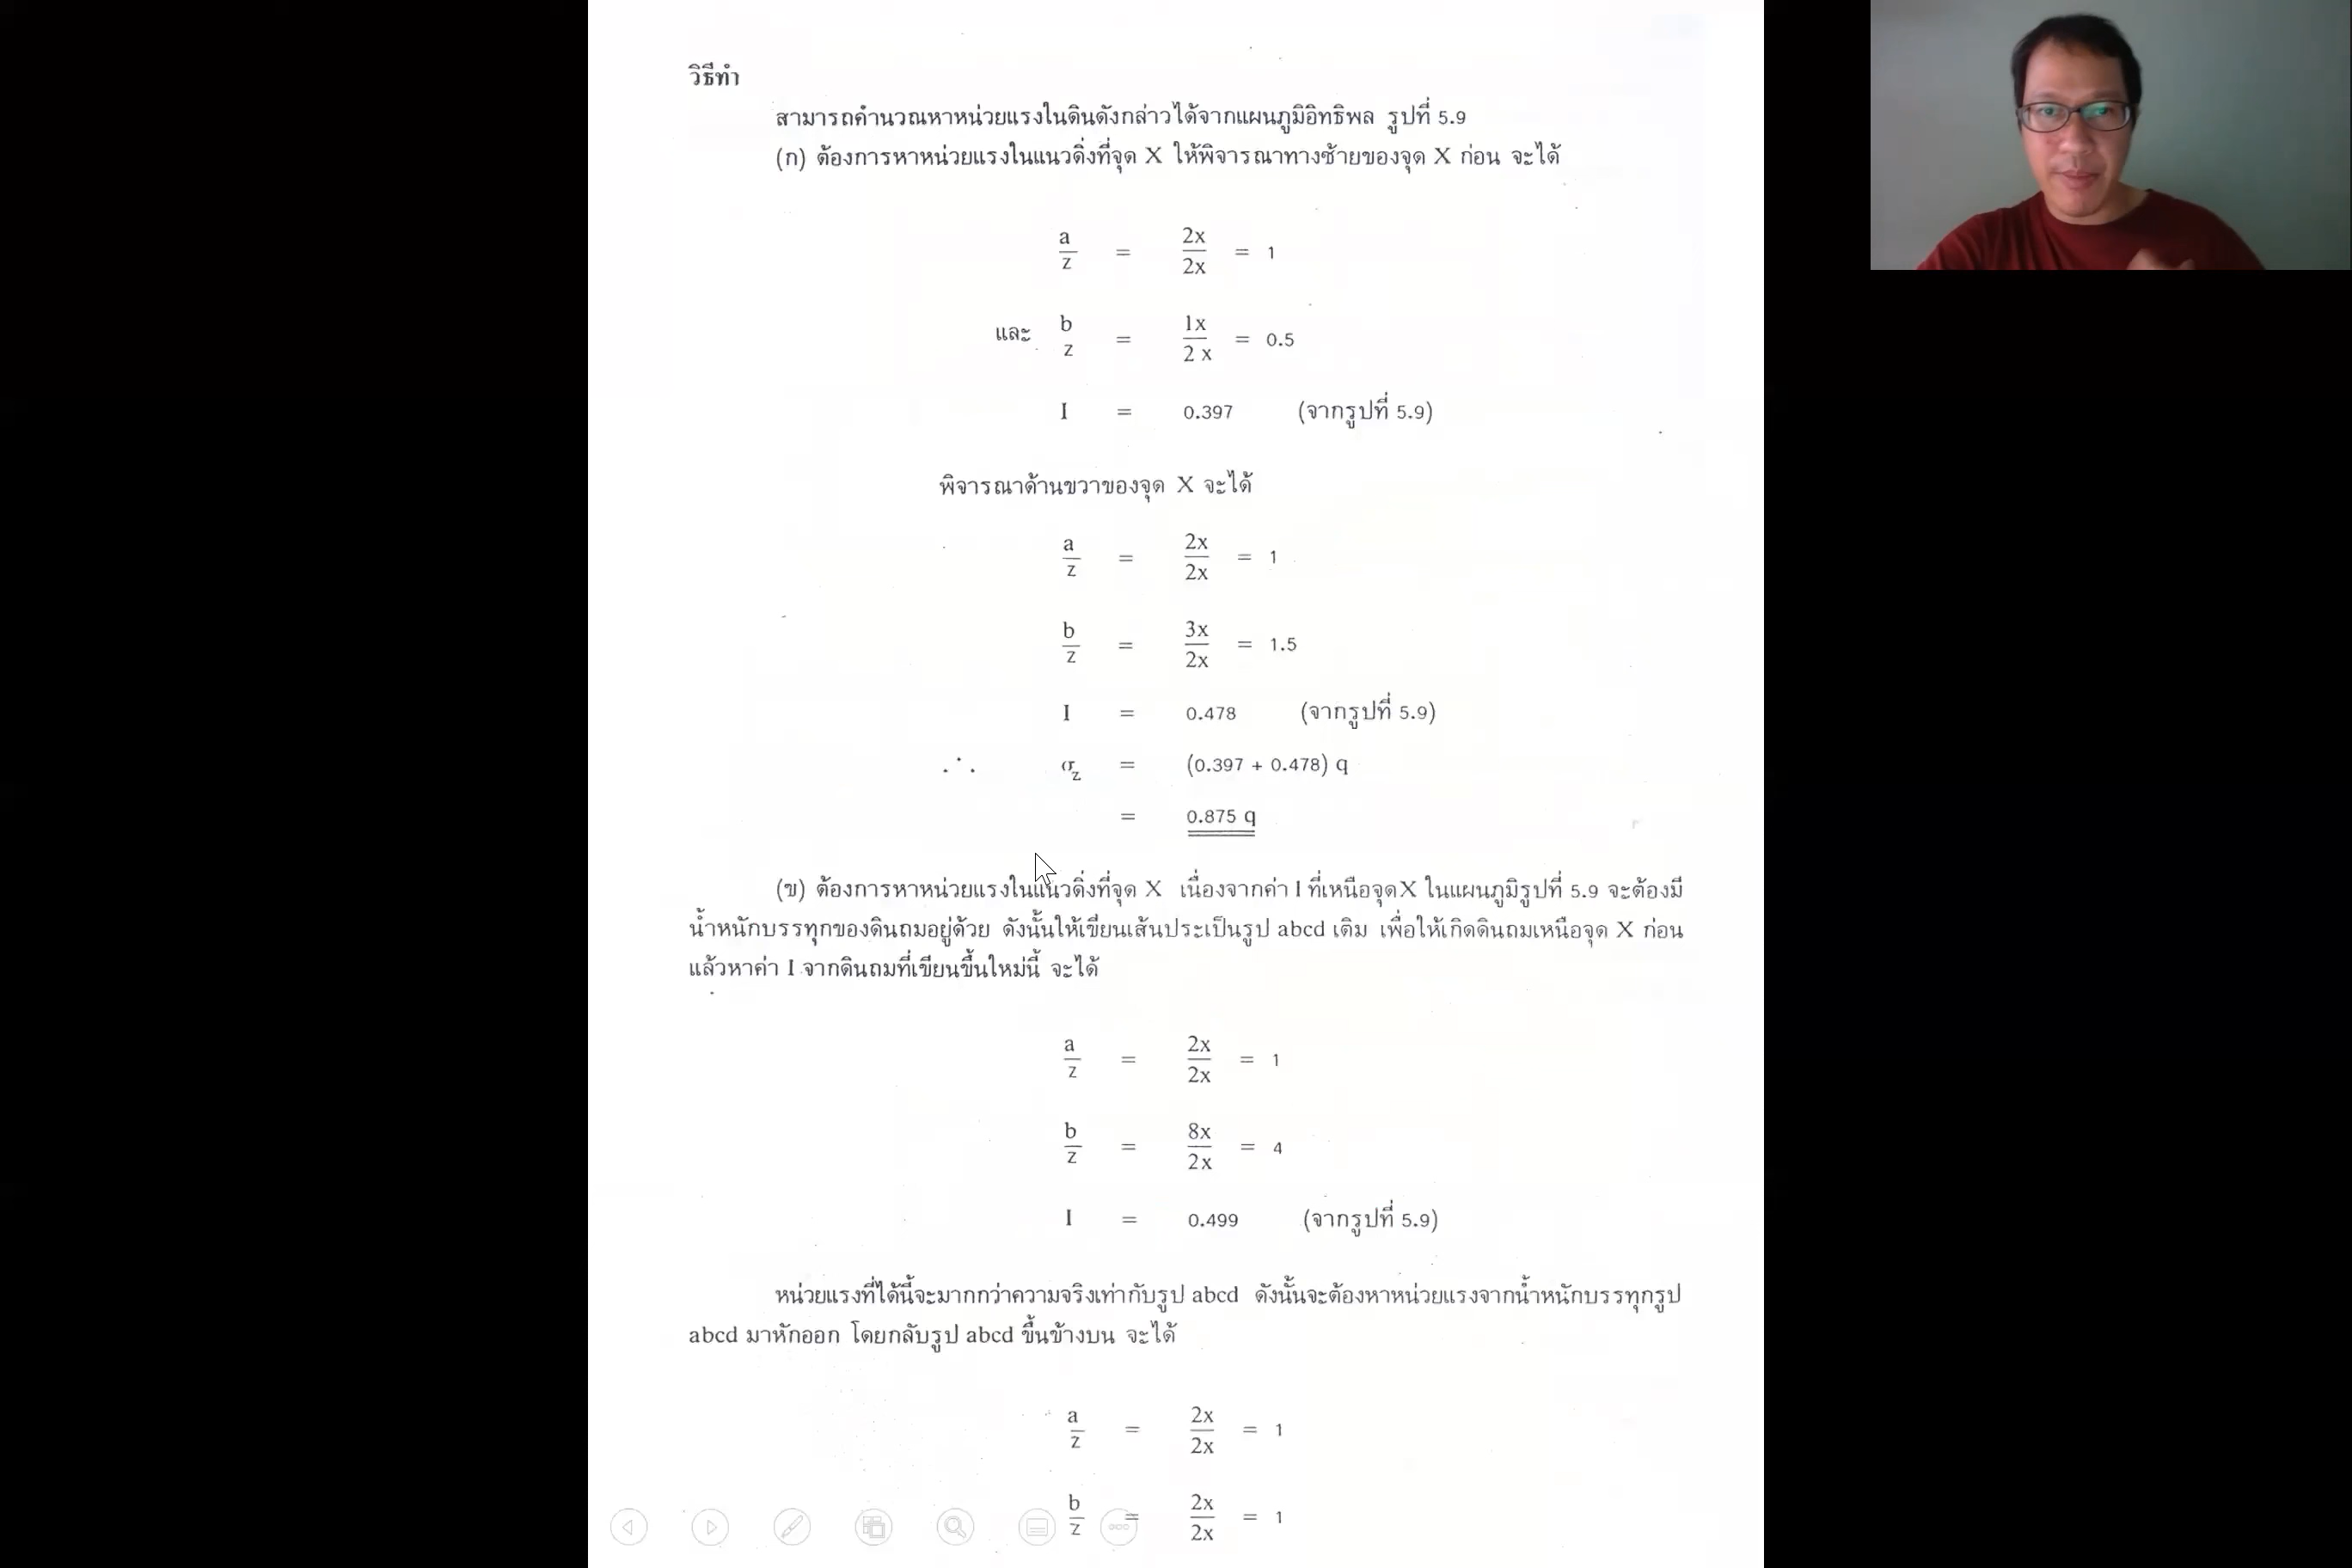 วิธีทำ
สามารถคำนวณหาหน่วยแรงในดินดังกล่าวได้จากแผนภูมิอิทธิพล รูปที่ 5.9
(ก) ต้องการหาหน่วยแรงในแนวดิ่งที่จุด X ให้พิจารณาทางซ้ายของจุด X ก่อน จะได้
a/z = 2x/2x = 1
และ b/z = 1x/2x = 0.5
I = 0.397 (จากรูปที่ 5.9)
พิจารณาด้านขวาของจุด X จะได้
a/z = 2x/2x = 1
b/z = 3x/2x = 1.5
I = 0.478 (จากรูปที่ 5.9)
∴ σz = (0.397 + 0.478) q
= 0.875 q
(ข) ต้องการหาหน่วยแรงในแนวดิ่งที่จุด X เนื่องจากค่า I ที่เหนือจุดX ในแผนภูมิรูปที่ 5.9 จะต้องมี
น้ำหนักบรรทุกของดินถมอยู่ด้วย ดังนั้นให้เขียนเส้นประเป็นรูป abcd เดิม เพื่อให้เกิดดินถมเหนือจุด X ก่อน
แล้วหาค่า I จากดินถมที่เขียนขึ้นใหม่นี้ จะได้
a/z = 2x/2x = 1
b/z = 8x/2x = 4
I = 0.499 (จากรูปที่ 5.9)
หน่วยแรงที่ได้นี้จะมากกว่าความจริงเท่ากับรูป abcd ดังนั้นจะต้องหาหน่วยแรงจากน้ำหนักบรรทุกรูป
abcd มาหักออก โดยกลับรูป abcd ขึ้นข้างบน จะได้
a/z = 2x/2x = 1
b/z = 2x/2x = 1